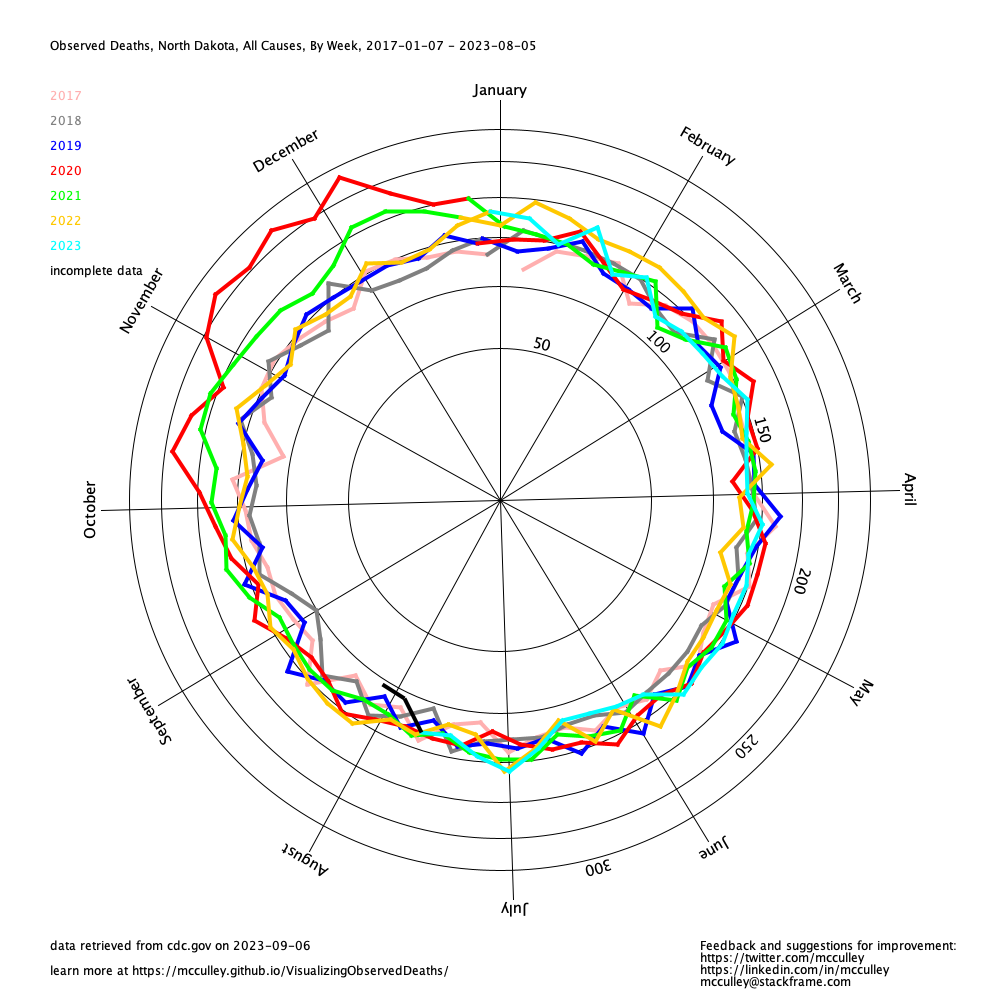 Observed Deaths, North Dakota, All Causes, By Week, 2017-01-07 - 2023-08-05
January
2017
2018
2019
2020
2021
2022
2023
incomplete data
December
February
November
March
50
100
150
October
April
200
September
May
250
August
June
300
July
data retrieved from cdc.gov on 2023-09-06
learn more at https://mcculley.github.io/VisualizingObservedDeaths/
Feedback and suggestions for improvement:
https://twitter.com/mcculley
https://linkedin.com/in/mcculley
mcculley@stackframe.com